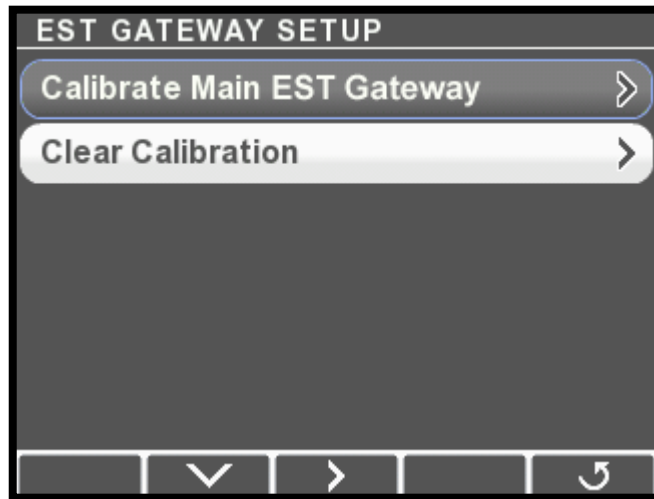 EST GATEWAY SETUP
Calibrate Main EST Gateway
Clear Calibration